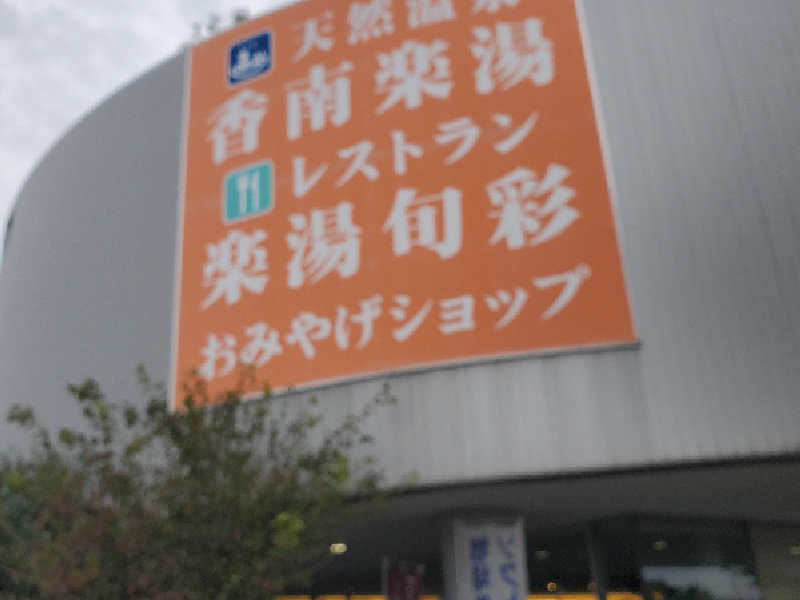 天然温泉
香南楽湯
レストラン
楽湯旬彩
おみやげショップ